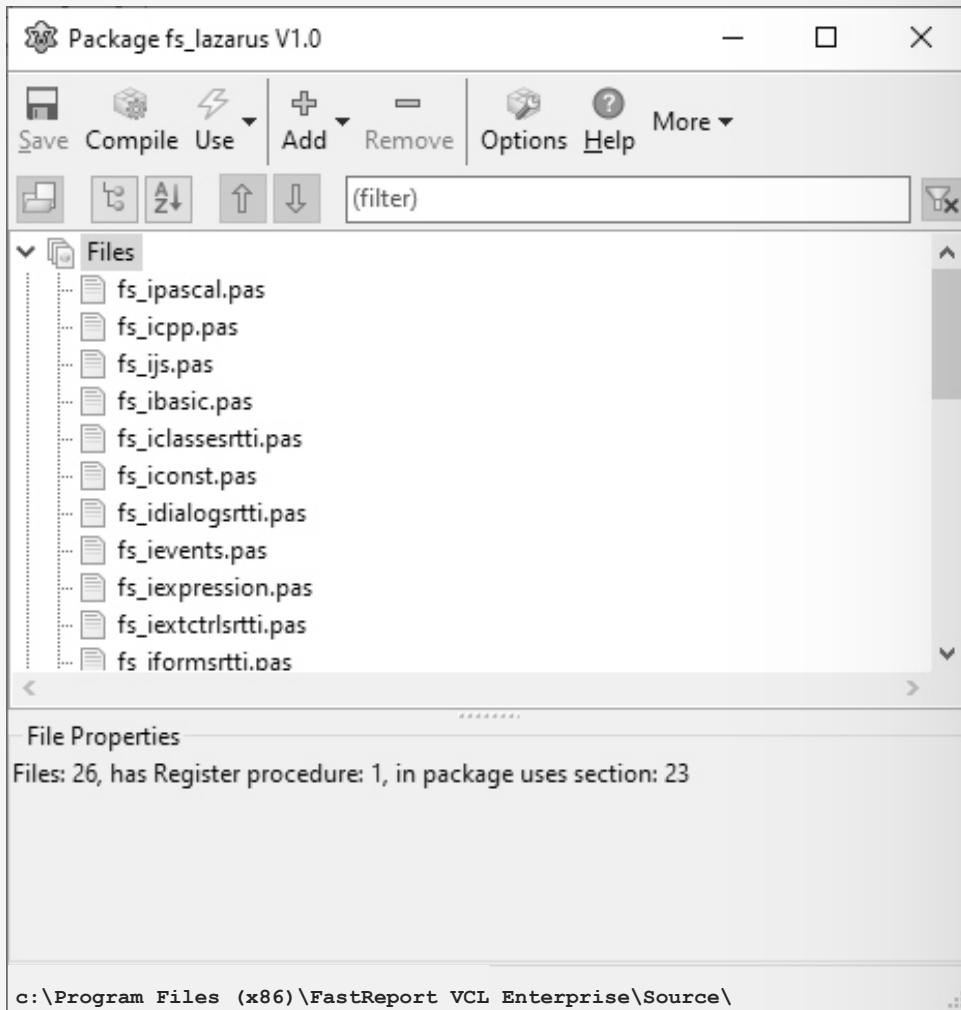 Package fs_lazarus V1.0
Save Compile Use Add Remove Options Help More
(filter)
Files
fs_ipascal.pas
fs_icpp.pas
fs_ijs.pas
fs_ibasic.pas
fs_iclassesrtti.pas
fs_iconst.pas
fs_idialogsrtti.pas
fs_ievents.pas
fs_iexpression.pas
fs_iextctrlsrtti.pas
fs_iformsrtti.pas
File Properties
Files: 26, has Register procedure: 1, in package uses section: 23
c:\Program Files (x86)\FastReport VCL Enterprise\Source\